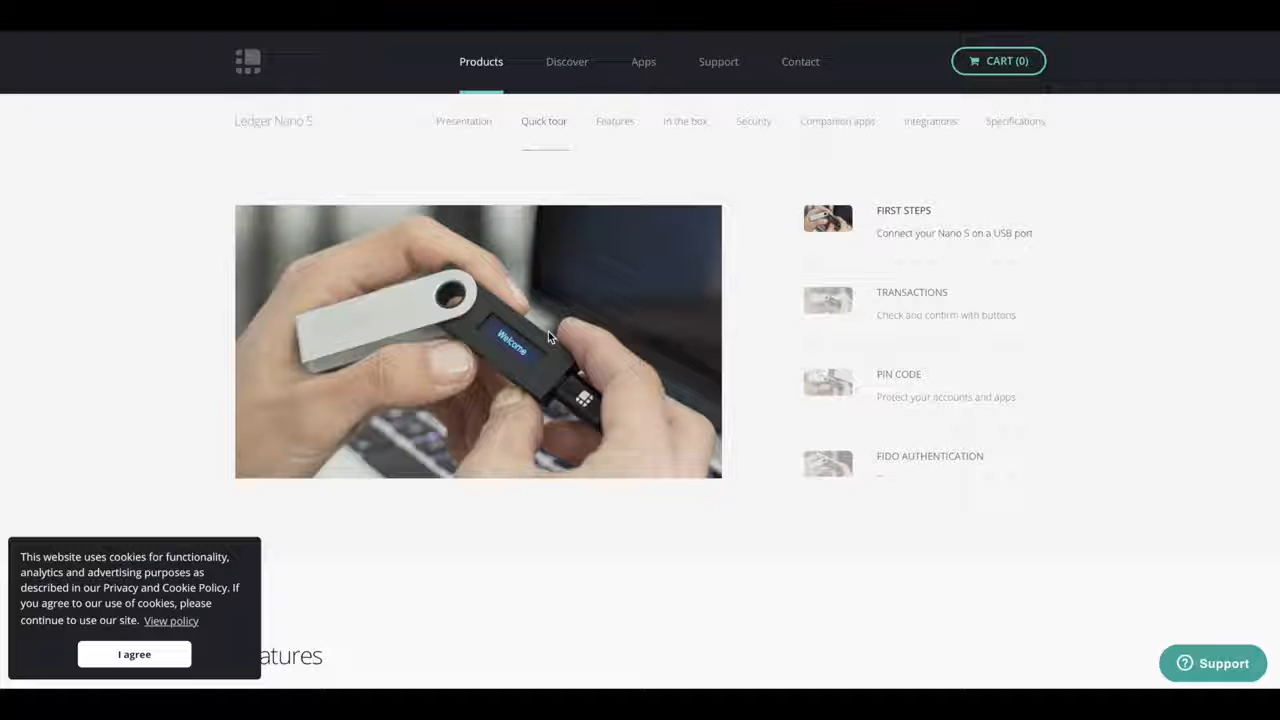 Products Discover Apps Support Contact CART (0)
Ledger Nano S Presentation Quick tour Features In the box Security Companion apps Integrations Specifications
Welcome
FIRST STEPS
Connect your Nano S on a USB port
TRANSACTIONS
Check and confirm with buttons
PIN CODE
Protect your accounts and apps
FIDO AUTHENTICATION
This website uses cookies for functionality,
analytics and advertising purposes as
described in our Privacy and Cookie Policy. If
you agree to our use of cookies, please
continue to use our site. View policy
I agree
atures
Support